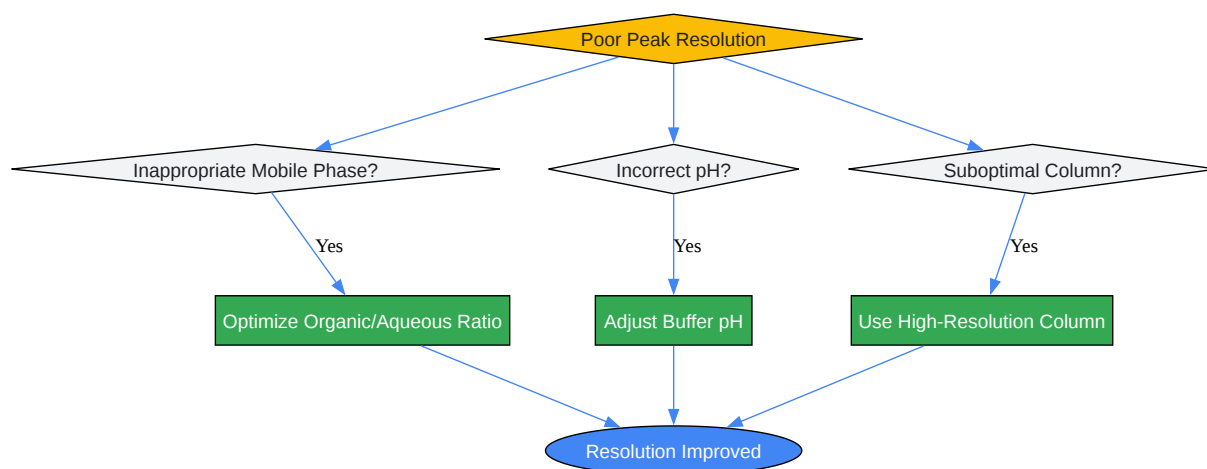 Poor Peak Resolution
Inappropriate Mobile Phase?
Incorrect pH?
Suboptimal Column?
Yes
Yes
Yes
Optimize Organic/Aqueous Ratio
Adjust Buffer pH
Use High-Resolution Column
Resolution Improved